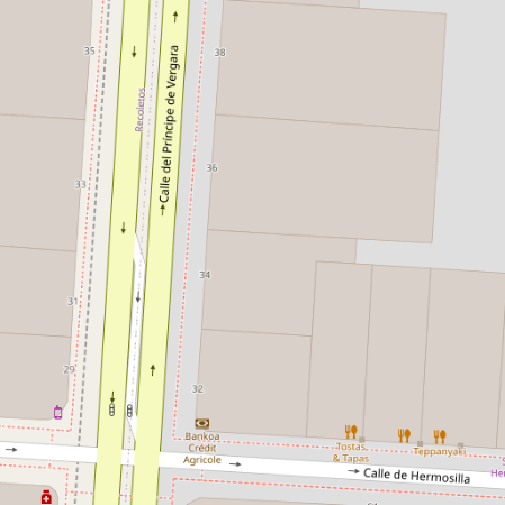 35
38
Recoletos
Calle del Príncipe de Vergara
36
33
34
31
29
32
Bankoa
Crédit
Agricole
Tostas
& Tapas
Teppanyaki
Calle de Hermosilla